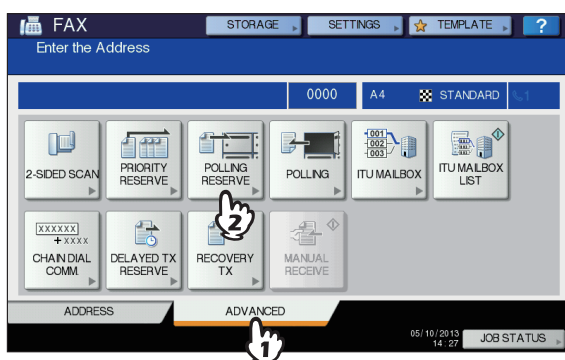 FAX
STORAGE
SETTINGS
TEMPLATE
?
Enter the Address
0000
A4
STANDARD
1
2-SIDED SCAN
PRIORITY
RESERVE
POLLING
RESERVE
POLLING
001
002
003
ITU MAILBOX
ITU MAILBOX
LIST
2
XXXXXX
+ XXXX
CHAIN DIAL
COMM.
DELAYED TX
RESERVE
RECOVERY
TX
MANUAL
RECEIVE
ADDRESS
ADVANCED
1
05/10/2013
14:27
JOB STATUS